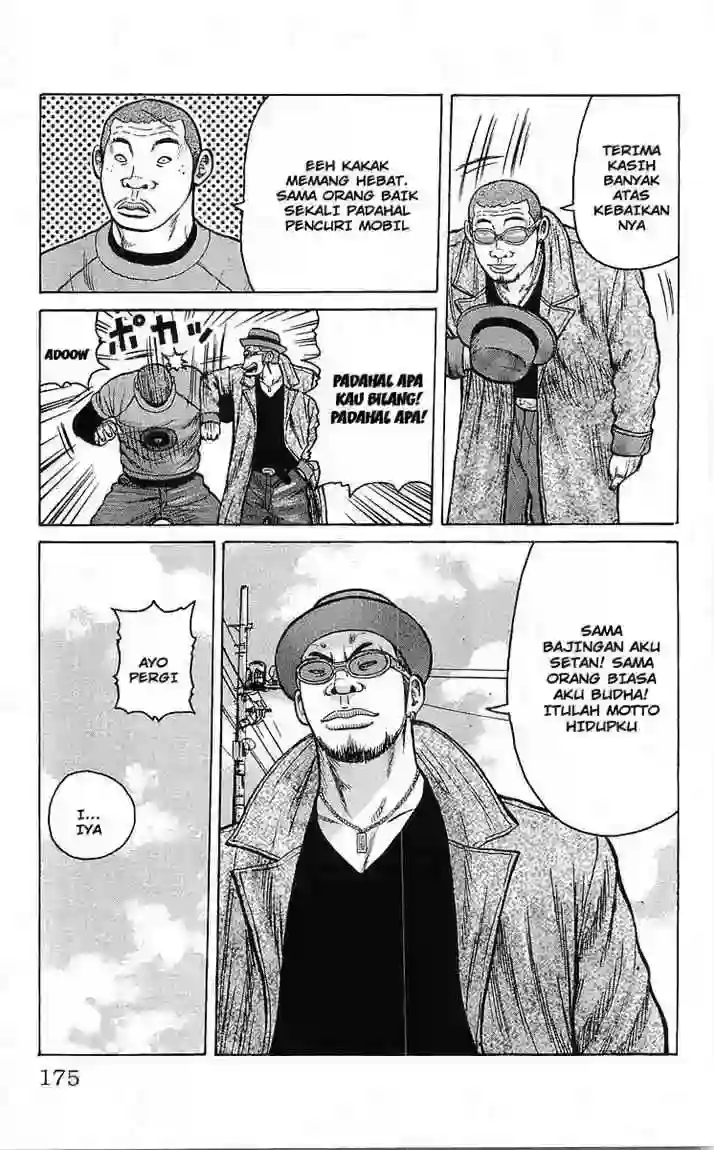 TERIMA
KASIH
BANYAK
ATAS
KEBAIKAN
NYA
EEH KAKAK
MEMANG HEBAT.
SAMA ORANG BAIK
SEKALI PADAHAL
PENCURI MOBIL
PADAHAL APA
KAU BILANG!
PADAHAL APA!
ポカッ
ADOOW
SAMA
BAJINGAN AKU
SETAN! SAMA
ORANG BIASA
AKU BUDHA!
ITULAH MOTTO
HIDUPKU
AYO
PERGI
I...
IYA
175